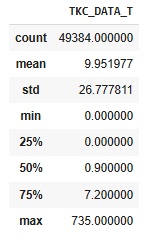 TKC_DATA_T
count 49384.000000
mean 9.951977
std 26.777811
min 0.000000
25% 0.000000
50% 0.900000
75% 7.200000
max 735.000000